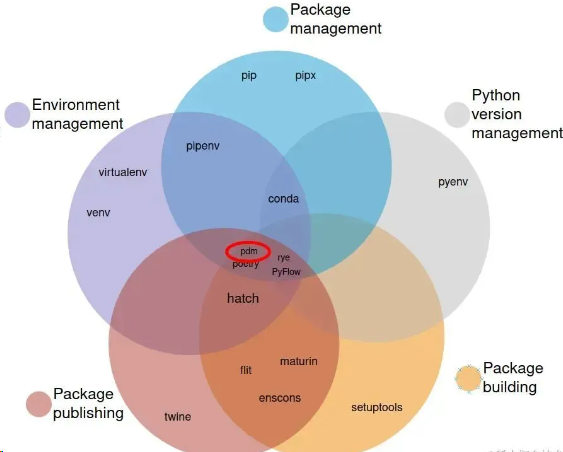 Package
management
Environment
management
Python
version
management
pip
pipx
pipenv
virtualenv
venv
conda
pyenv
pdm
poetry
rye
PyFlow
hatch
flit
maturin
enscons
twine
setuptools
Package
publishing
Package
building